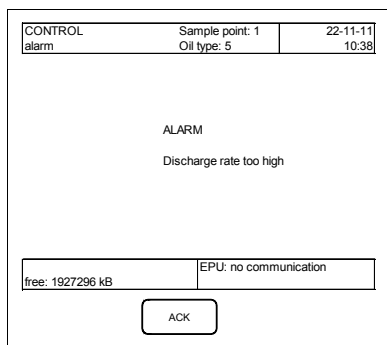 CONTROL Sample point: 1 22-11-11
alarm Oil type: 5 10:38
ALARM
Discharge rate too high
EPU: no communication
free: 1927296 kB
ACK